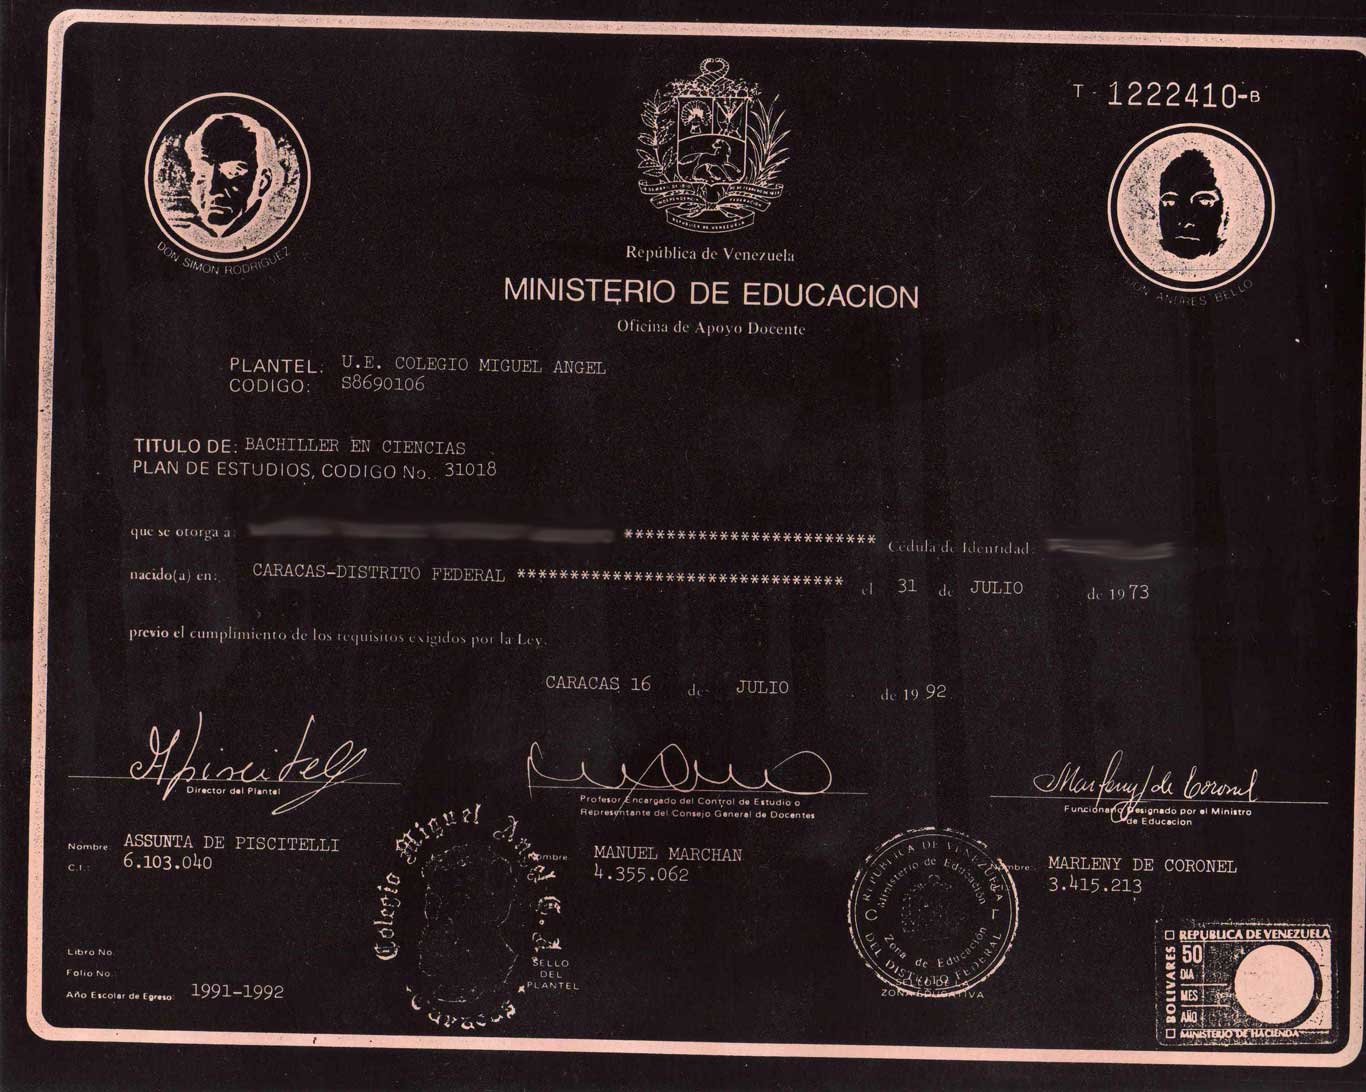 T - 1222410-B
DON SIMON RODRIGUEZ
DON ANDRES BELLO
INDEPENDENCIA
FEDERACION
República de Venezuela
MINISTERIO DE EDUCACION
Oficina de Apoyo Docente
PLANTEL: U.E. COLEGIO MIGUEL ANGEL
CODIGO: S8690106
TITULO DE: BACHILLER EN CIENCIAS
PLAN DE ESTUDIOS, CODIGO No. 31018
que se otorga a: ************************ Cédula de Identidad:
nacido(a) en: CARACAS-DISTRITO FEDERAL ******************************* el 31 de JULIO de 1973
previo el cumplimiento de los requisitos exigidos por la Ley.
CARACAS 16 de JULIO de 1992
A Piscitelli
Marleny de Coronel
Director del Plantel
Profesor Encargado del Control de Estudio o
Representante del Consejo General de Docentes
Funcionario Designado por el Ministro
de Educacion
Nombre: ASSUNTA DE PISCITELLI
C.I.: 6.103.040
Nombre: MANUEL MARCHAN
4.355.062
Nombre: MARLENY DE CORONEL
3.415.213
Colegio Miguel Angel C.A.
Caracas
SELLO
DEL
PLANTEL
REPUBLICA DE VENEZUELA
Ministerio de Educación
Zona de Educación
DEL DISTRITO FEDERAL
SELLO DE LA
ZONA EDUCATIVA
Libro No.
Folio No.:
Año Escolar de Egreso: 1991-1992
REPUBLICA DE VENEZUELA
BOLIVARES
50
DIA
MES
AÑO
MINISTERIO DE HACIENDA